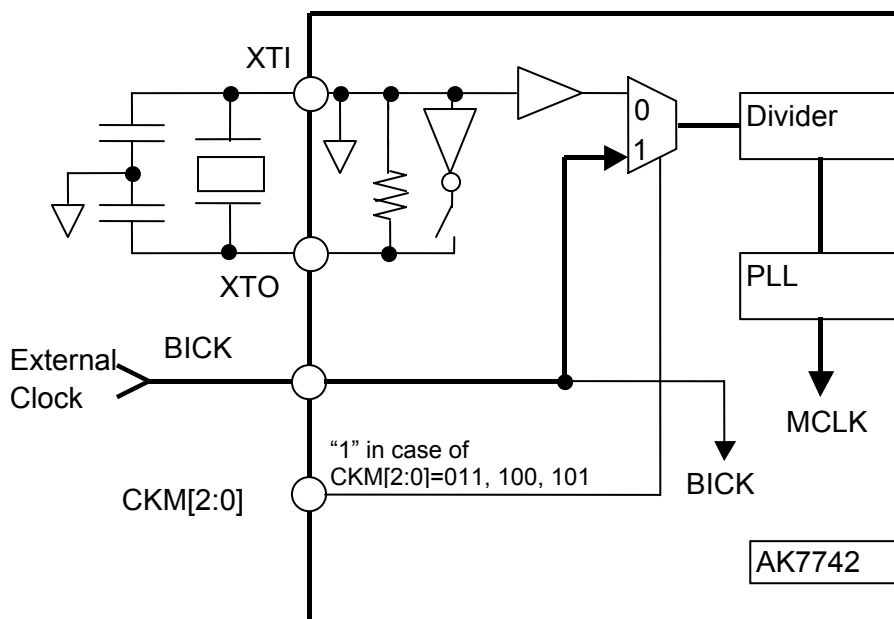 XTI
0
1
Divider
XTO
PLL
External
Clock
BICK
MCLK
“1” in case of
CKM[2:0]=011, 100, 101
BICK
CKM[2:0]
AK7742